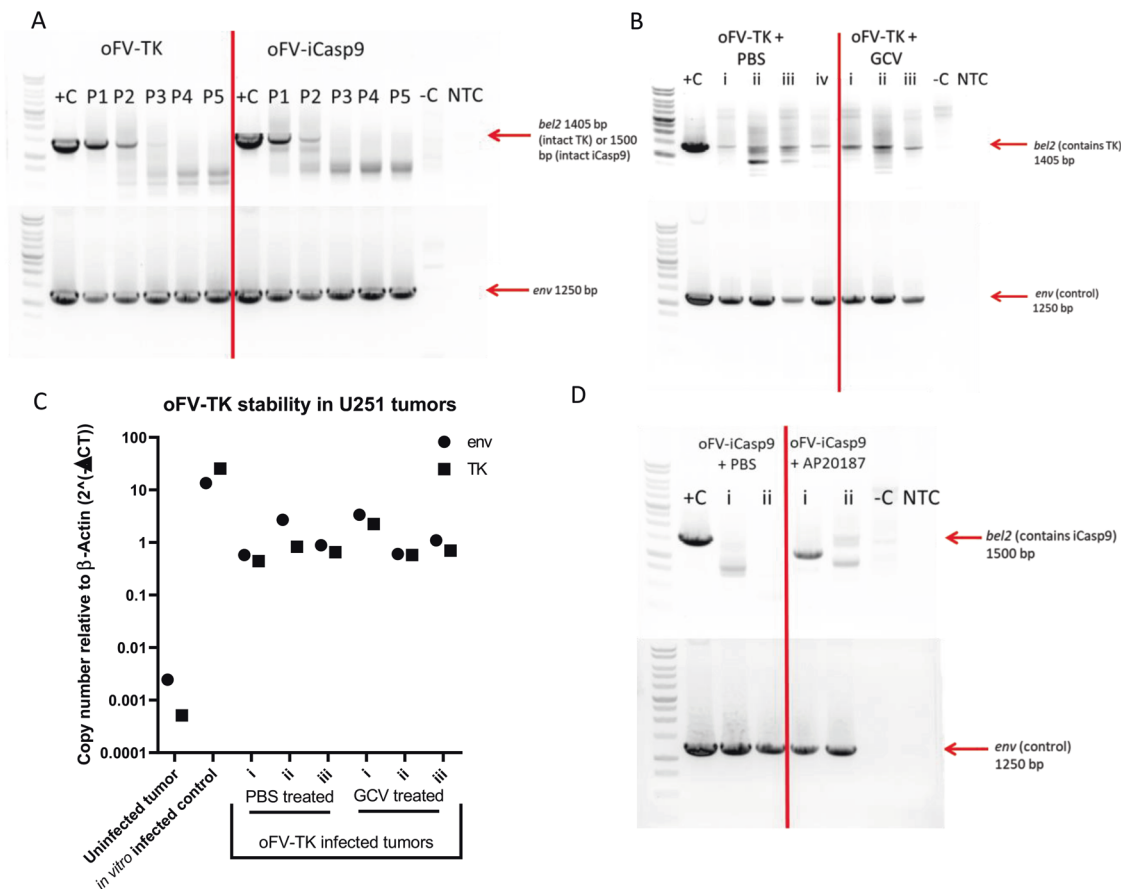 A
oFV-TK
oFV-iCasp9
+C P1 P2 P3 P4 P5 +C P1 P2 P3 P4 P5 -C NTC
bel2 1405 bp
(intact TK) or 1500
bp (intact iCasp9)
env 1250 bp
B
oFV-TK +
PBS
oFV-TK +
GCV
+C i ii iii iv i ii iii -C NTC
bel2 (contains TK)
1405 bp
env (control)
1250 bp
C
oFV-TK stability in U251 tumors
Copy number relative to β-Actin (2^(-▲CT))
100
10
1
0.1
0.01
0.001
0.0001
env
TK
Uninfected tumor
in vitro infected control
i ii iii i ii iii
PBS treated
GCV treated
oFV-TK infected tumors
D
oFV-iCasp9
+ PBS
oFV-iCasp9
+ AP20187
+C i ii i ii -C NTC
bel2 (contains iCasp9)
1500 bp
env (control)
1250 bp